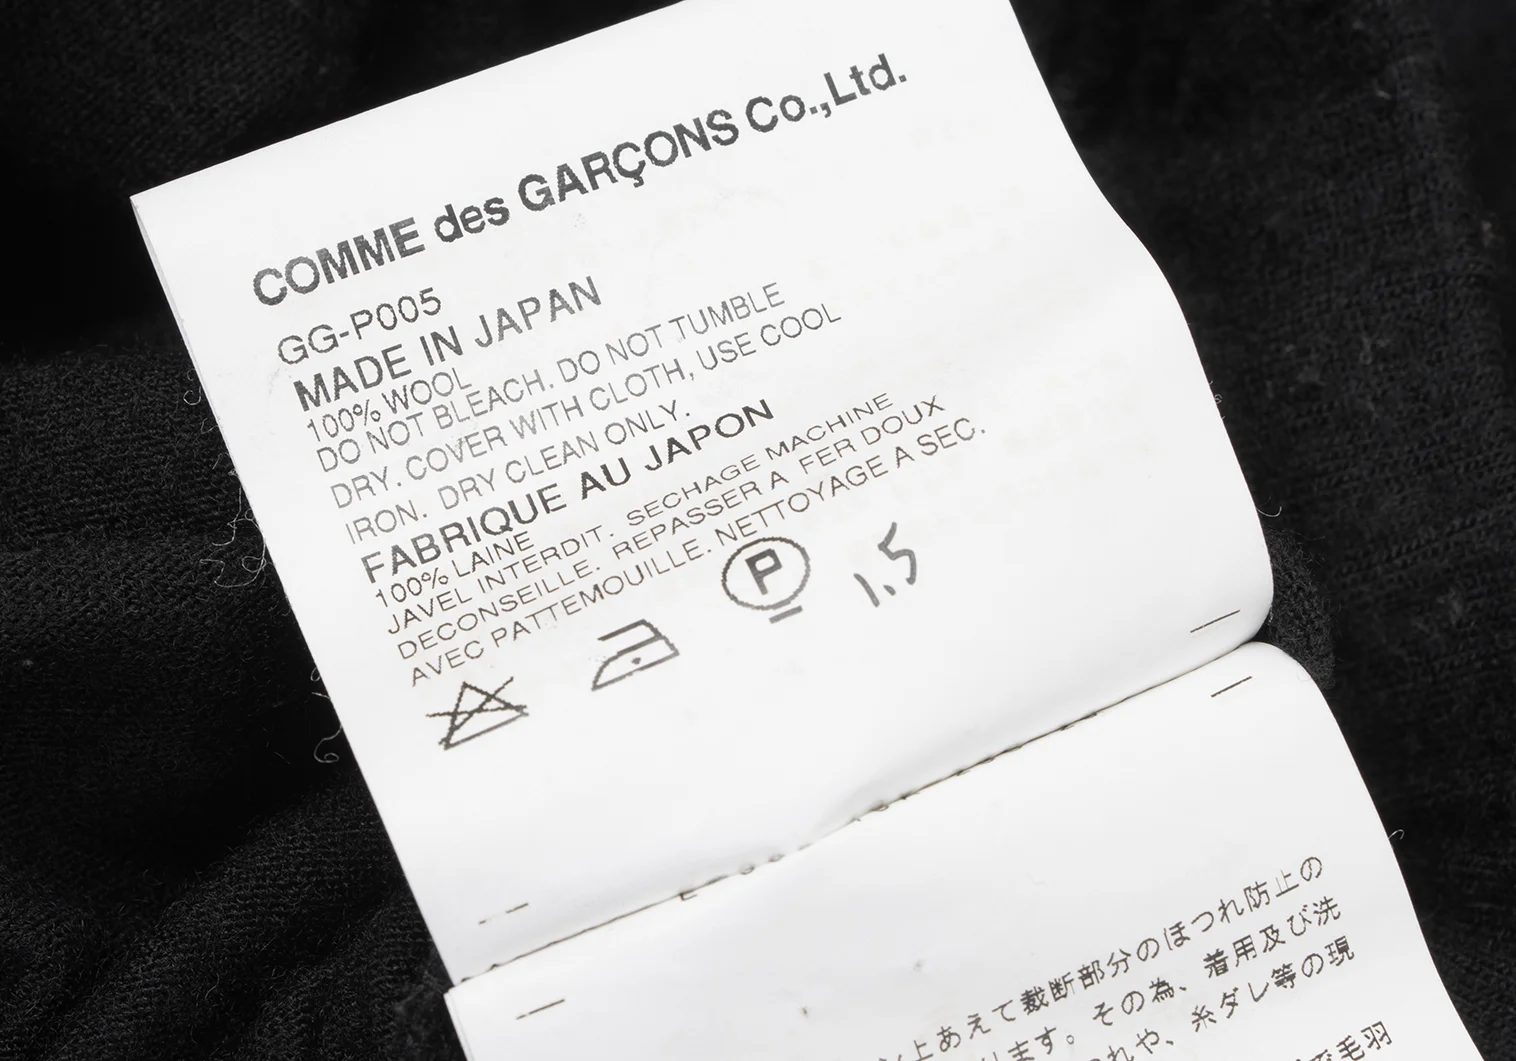 COMME des GARÇONS Co.,Ltd.
GG-P005
MADE IN JAPAN
100% WOOL
DO NOT BLEACH. DO NOT TUMBLE
DRY. COVER WITH CLOTH, USE COOL
IRON. DRY CLEAN ONLY.
FABRIQUE AU JAPON
100% LAINE
JAVEL INTERDIT. SECHAGE MACHINE
DECONSEILLE. REPASSER A FER DOUX
AVEC PATTEMOUILLE. NETTOYAGE A SEC.
P
1.5
上あえて裁断部分のほつれ防止の
ます。その為、着用及び洗
れや、糸ダレ等の現
毛羽